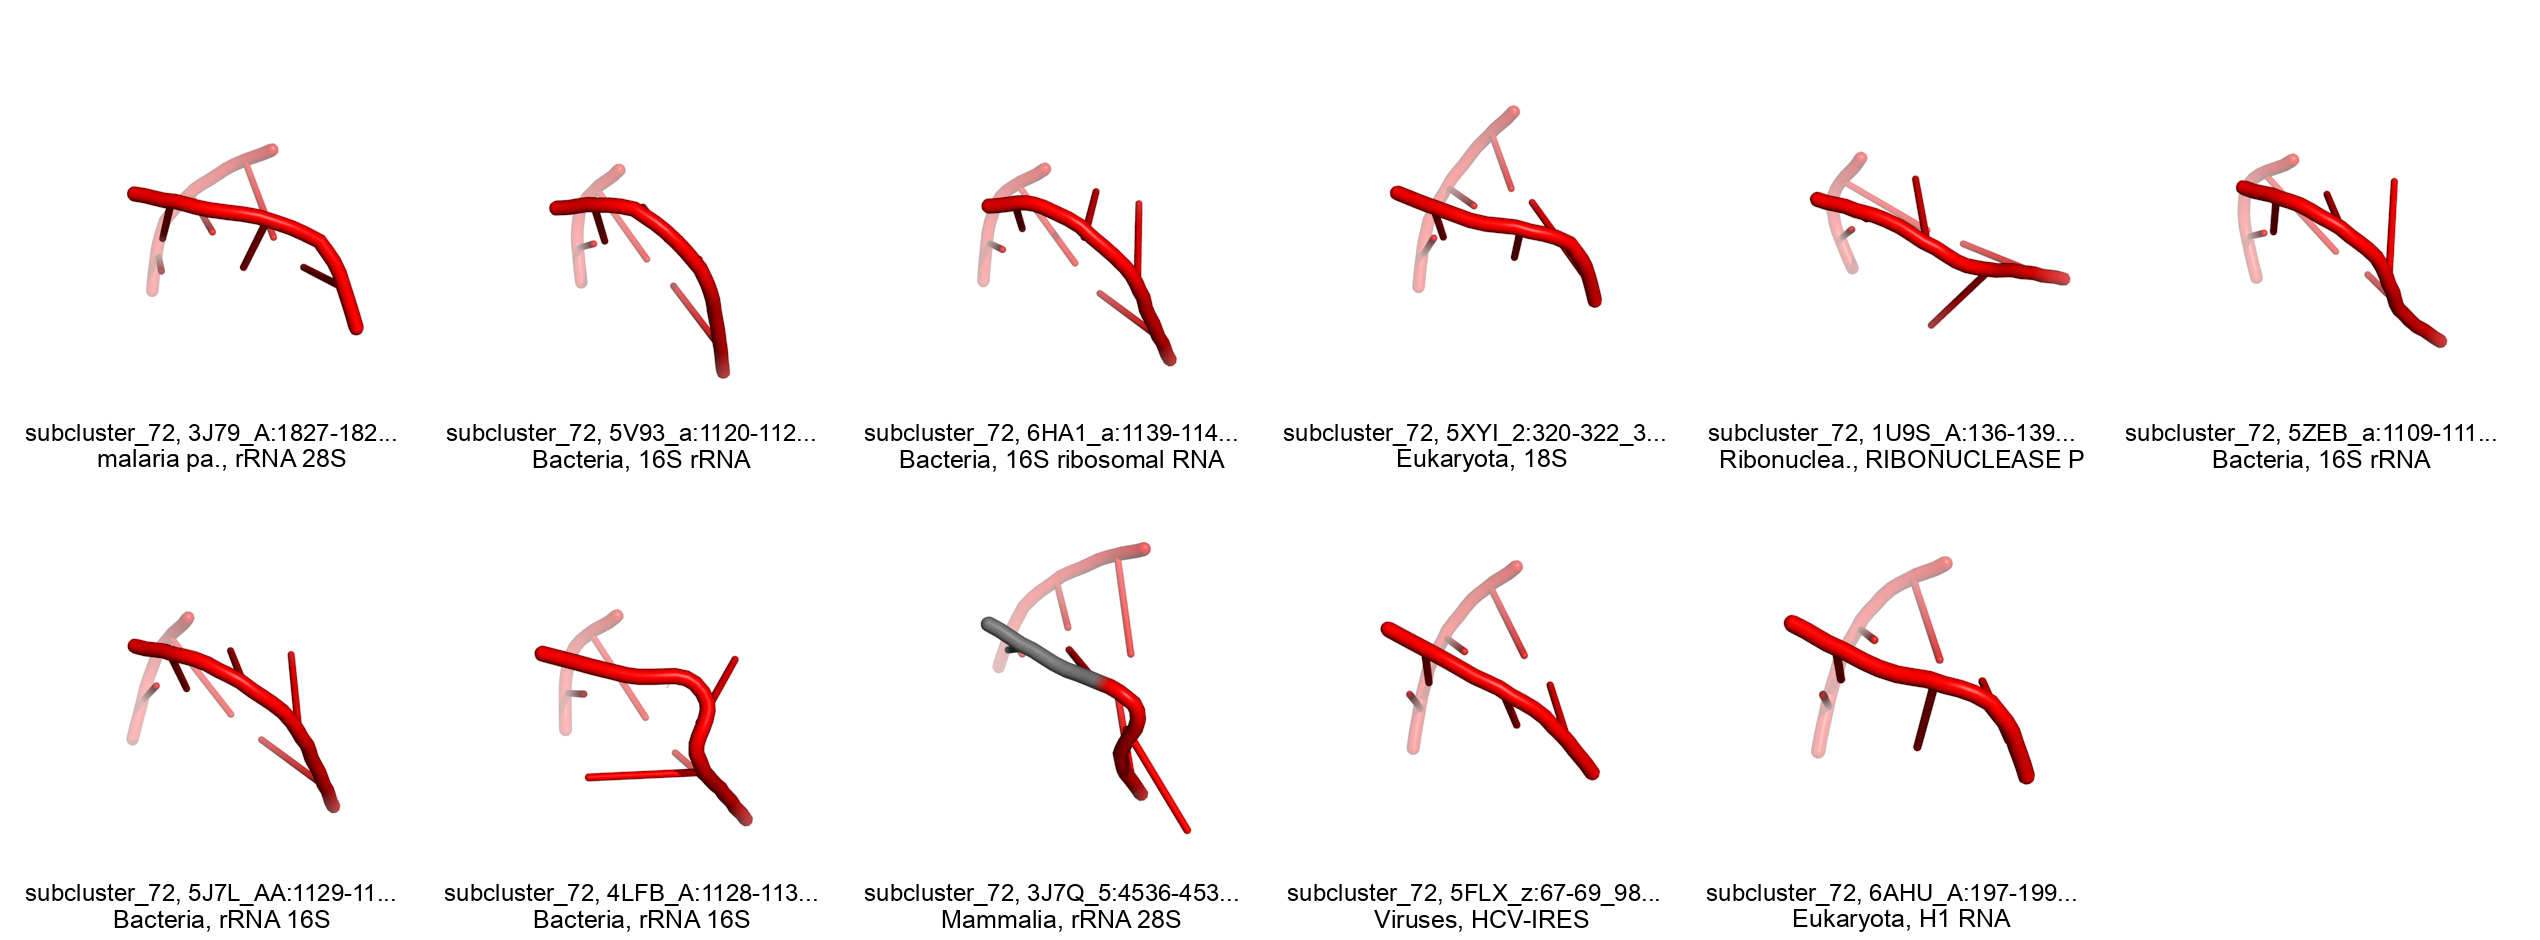 subcluster_72, 3J79_A:1827-182...
malaria pa., rRNA 28S
subcluster_72, 5V93_a:1120-112...
Bacteria, 16S rRNA
subcluster_72, 6HA1_a:1139-114...
Bacteria, 16S ribosomal RNA
subcluster_72, 5XYI_2:320-322_3...
Eukaryota, 18S
subcluster_72, 1U9S_A:136-139...
Ribonuclea., RIBONUCLEASE P
subcluster_72, 5ZEB_a:1109-111...
Bacteria, 16S rRNA
subcluster_72, 5J7L_AA:1129-11...
Bacteria, rRNA 16S
subcluster_72, 4LFB_A:1128-113...
Bacteria, rRNA 16S
subcluster_72, 3J7Q_5:4536-453...
Mammalia, rRNA 28S
subcluster_72, 5FLX_z:67-69_98...
Viruses, HCV-IRES
subcluster_72, 6AHU_A:197-199...
Eukaryota, H1 RNA